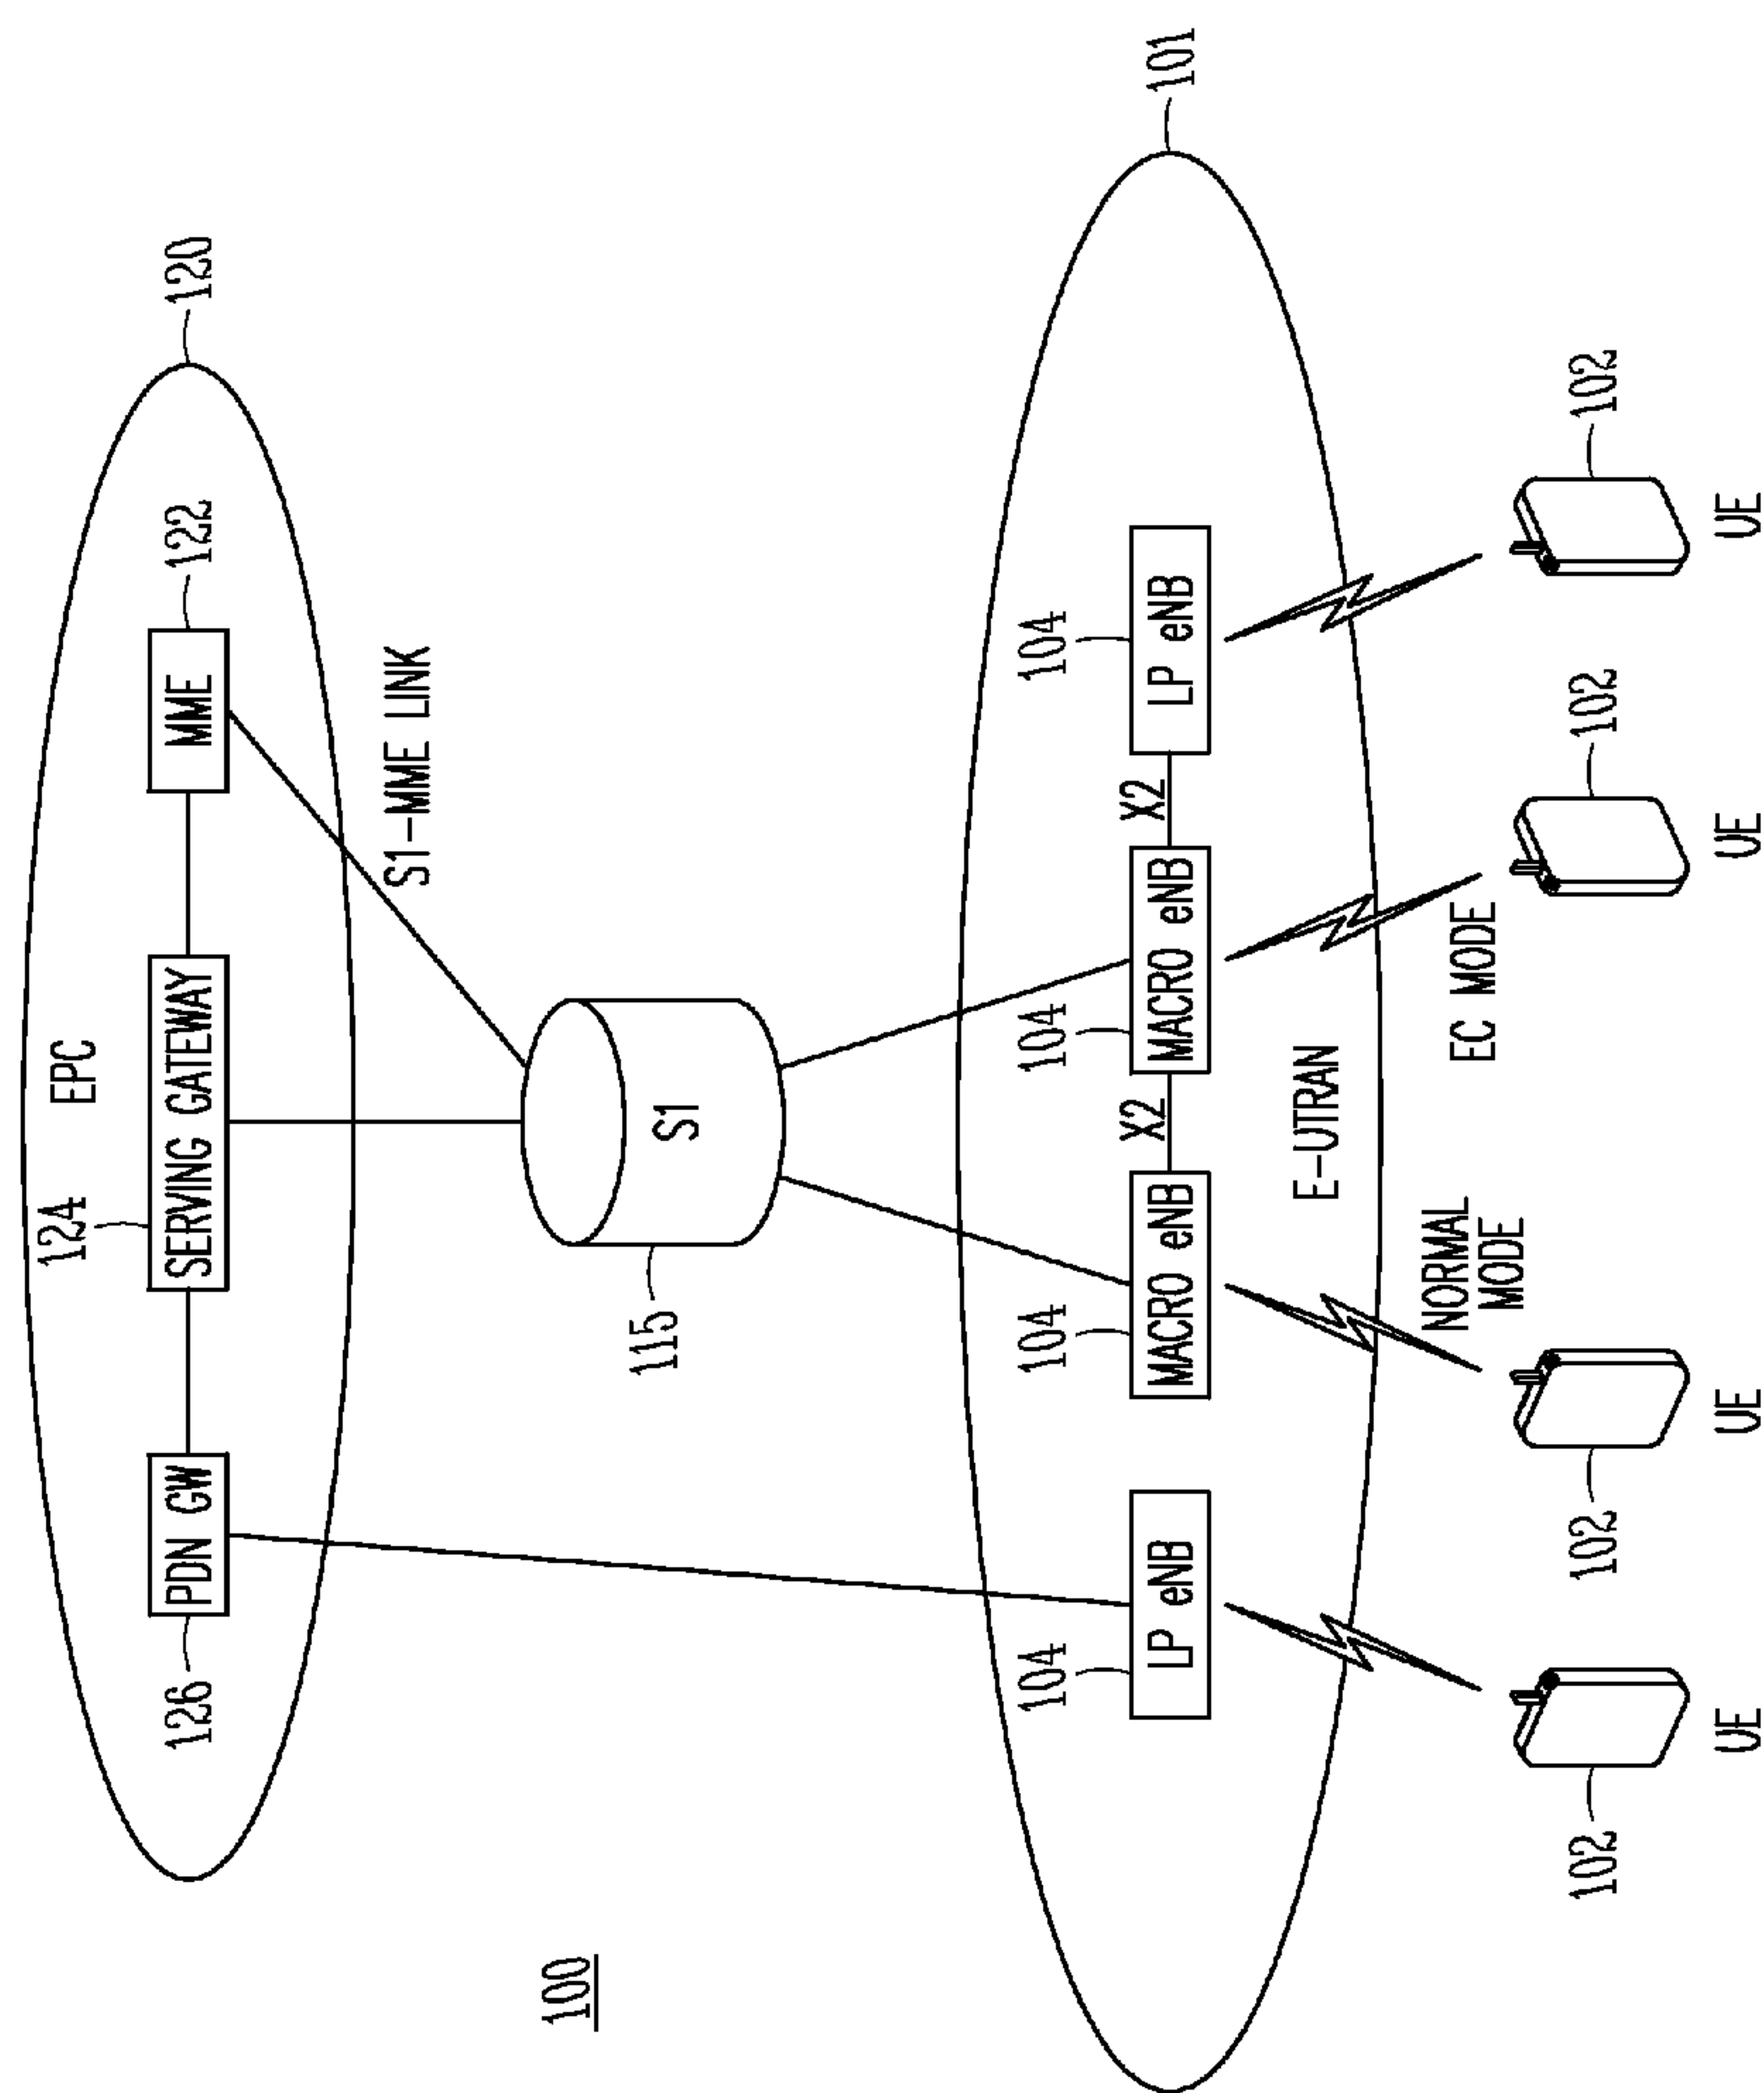 100
120
EPC
126
124
122
PDN GW
SERVING GATEWAY
MME
S1-MME LINK
115
S1
101
104
104
104
104
LP eNB
MACRO eNB
X2
MACRO eNB
X2
LP eNB
E-UTRAN
NORMAL
MODE
EC MODE
102
102
102
102
UE
UE
UE
UE